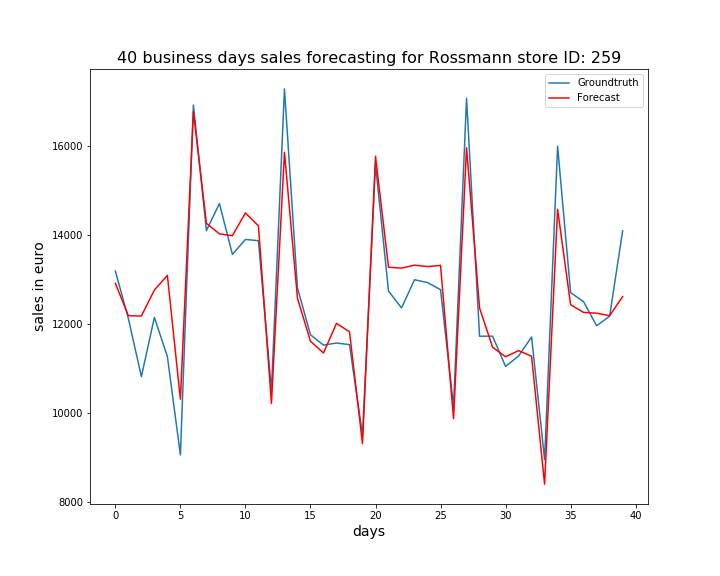 40 business days sales forecasting for Rossmann store ID: 259
Groundtruth
Forecast
sales in euro
16000
14000
12000
10000
8000
0 5 10 15 20 25 30 35 40
days